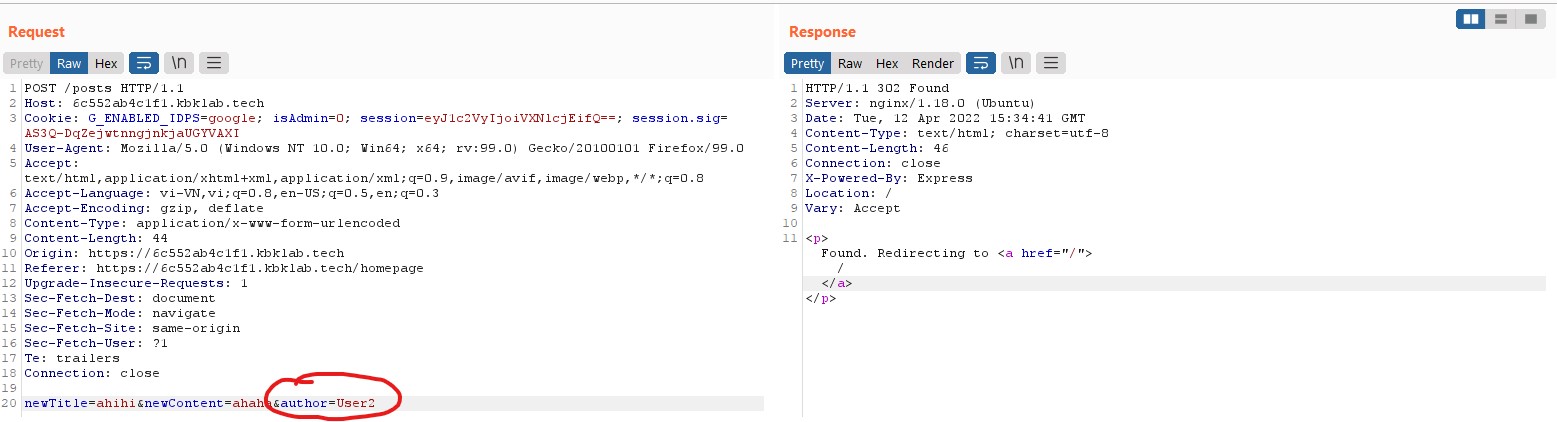 Request
Pretty Raw Hex \n
1 POST /posts HTTP/1.1
2 Host: 6c552ab4c1f1.kbklab.tech
3 Cookie: G_ENABLED_IDPS=google; isAdmin=0; session=eyJ1c2VyIjoiVXNlcjEifQ==; session.sig=
AS3Q-DqZejwtnngjnkjaUGYVAXI
4 User-Agent: Mozilla/5.0 (Windows NT 10.0; Win64; x64; rv:99.0) Gecko/20100101 Firefox/99.0
5 Accept:
text/html,application/xhtml+xml,application/xml;q=0.9,image/avif,image/webp,*/*;q=0.8
6 Accept-Language: vi-VN,vi;q=0.8,en-US;q=0.5,en;q=0.3
7 Accept-Encoding: gzip, deflate
8 Content-Type: application/x-www-form-urlencoded
9 Content-Length: 44
10 Origin: https://6c552ab4c1f1.kbklab.tech
11 Referer: https://6c552ab4c1f1.kbklab.tech/homepage
12 Upgrade-Insecure-Requests: 1
13 Sec-Fetch-Dest: document
14 Sec-Fetch-Mode: navigate
15 Sec-Fetch-Site: same-origin
16 Sec-Fetch-User: ?1
17 Te: trailers
18 Connection: close
19
20 newTitle=ahihi&newContent=ahaha&author=User2
Response
Pretty Raw Hex Render \n
1 HTTP/1.1 302 Found
2 Server: nginx/1.18.0 (Ubuntu)
3 Date: Tue, 12 Apr 2022 15:34:41 GMT
4 Content-Type: text/html; charset=utf-8
5 Content-Length: 46
6 Connection: close
7 X-Powered-By: Express
8 Location: /
9 Vary: Accept
10
11 <p>
Found. Redirecting to <a href="/">
/
</a>
</p>